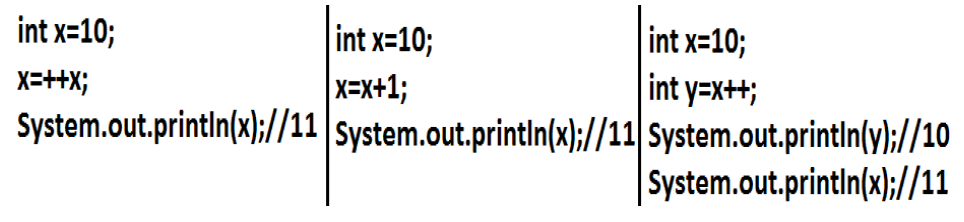 int x=10;
x=++x;
System.out.println(x);//11
int x=10;
x=x+1;
System.out.println(x);//11
int x=10;
int y=x++;
System.out.println(y);//10
System.out.println(x);//11